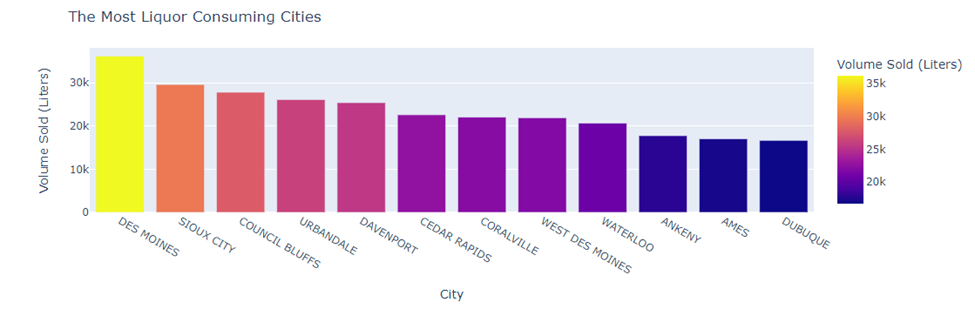 The Most Liquor Consuming Cities
Volume Sold (Liters)
30k
20k
10k
0
DES MOINES
SIOUX CITY
COUNCIL BLUFFS
URBANDALE
DAVENPORT
CEDAR RAPIDS
CORALVILLE
WEST DES MOINES
WATERLOO
ANKENY
AMES
DUBUQUE
City
Volume Sold (Liters)
35k
30k
25k
20k